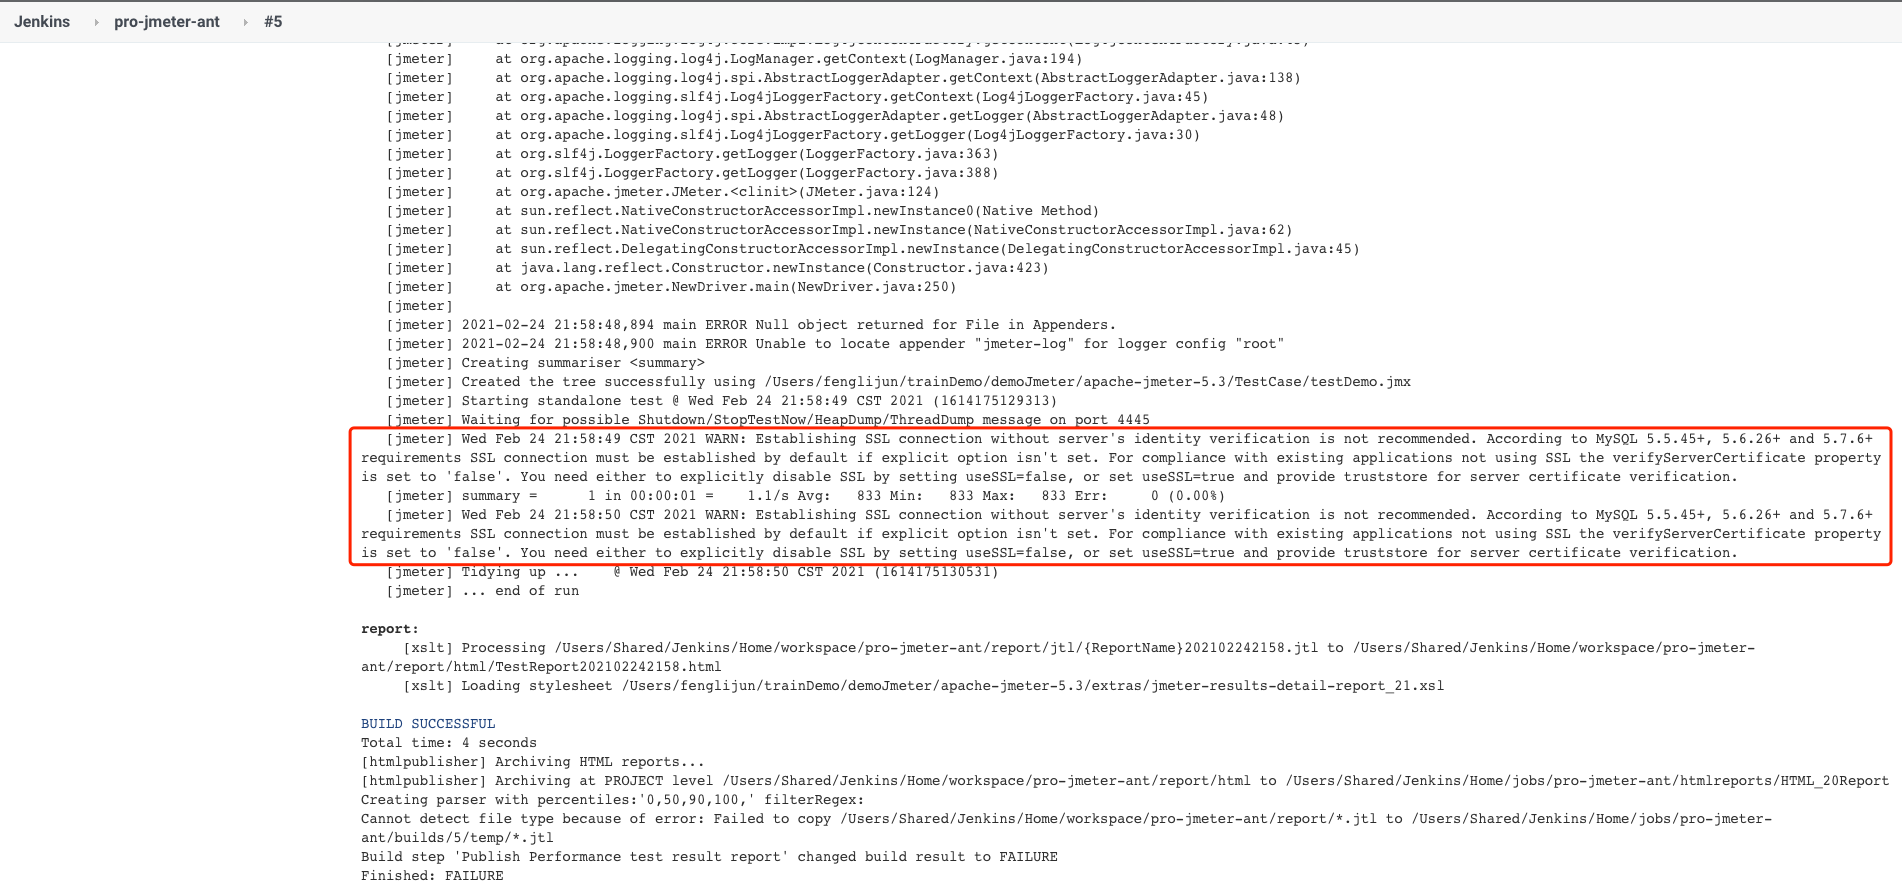 Jenkins pro-jmeter-ant #5
[jmeter] at org.apache.logging.log4j.LogManager.getContext(LogManager.java:194)
[jmeter] at org.apache.logging.log4j.spi.AbstractLoggerAdapter.getContext(AbstractLoggerAdapter.java:138)
[jmeter] at org.apache.logging.slf4j.Log4jLoggerFactory.getContext(Log4jLoggerFactory.java:45)
[jmeter] at org.apache.logging.log4j.spi.AbstractLoggerAdapter.getLogger(AbstractLoggerAdapter.java:48)
[jmeter] at org.apache.logging.slf4j.Log4jLoggerFactory.getLogger(Log4jLoggerFactory.java:30)
[jmeter] at org.slf4j.LoggerFactory.getLogger(LoggerFactory.java:363)
[jmeter] at org.slf4j.LoggerFactory.getLogger(LoggerFactory.java:388)
[jmeter] at org.apache.jmeter.JMeter.<clinit>(JMeter.java:124)
[jmeter] at sun.reflect.NativeConstructorAccessorImpl.newInstance0(Native Method)
[jmeter] at sun.reflect.NativeConstructorAccessorImpl.newInstance(NativeConstructorAccessorImpl.java:62)
[jmeter] at sun.reflect.DelegatingConstructorAccessorImpl.newInstance(DelegatingConstructorAccessorImpl.java:45)
[jmeter] at java.lang.reflect.Constructor.newInstance(Constructor.java:423)
[jmeter] at org.apache.jmeter.NewDriver.main(NewDriver.java:250)
[jmeter]
[jmeter] 2021-02-24 21:58:48,894 main ERROR Null object returned for File in Appenders.
[jmeter] 2021-02-24 21:58:48,900 main ERROR Unable to locate appender "jmeter-log" for logger config "root"
[jmeter] Creating summariser <summary>
[jmeter] Created the tree successfully using /Users/fenglijun/trainDemo/demoJmeter/apache-jmeter-5.3/TestCase/testDemo.jmx
[jmeter] Starting standalone test @ Wed Feb 24 21:58:49 CST 2021 (1614175129313)
[jmeter] Waiting for possible Shutdown/StopTestNow/HeapDump/ThreadDump message on port 4445
[jmeter] Wed Feb 24 21:58:49 CST 2021 WARN: Establishing SSL connection without server's identity verification is not recommended. According to MySQL 5.5.45+, 5.6.26+ and 5.7.6+
requirements SSL connection must be established by default if explicit option isn't set. For compliance with existing applications not using SSL the verifyServerCertificate property
is set to 'false'. You need either to explicitly disable SSL by setting useSSL=false, or set useSSL=true and provide truststore for server certificate verification.
[jmeter] summary = 1 in 00:00:01 = 1.1/s Avg: 833 Min: 833 Max: 833 Err: 0 (0.00%)
[jmeter] Wed Feb 24 21:58:50 CST 2021 WARN: Establishing SSL connection without server's identity verification is not recommended. According to MySQL 5.5.45+, 5.6.26+ and 5.7.6+
requirements SSL connection must be established by default if explicit option isn't set. For compliance with existing applications not using SSL the verifyServerCertificate property
is set to 'false'. You need either to explicitly disable SSL by setting useSSL=false, or set useSSL=true and provide truststore for server certificate verification.
[jmeter] Tidying up ... @ Wed Feb 24 21:58:50 CST 2021 (1614175130531)
[jmeter] ... end of run
report:
[xslt] Processing /Users/Shared/Jenkins/Home/workspace/pro-jmeter-ant/report/jtl/{ReportName}202102242158.jtl to /Users/Shared/Jenkins/Home/workspace/pro-jmeter-
ant/report/html/TestReport202102242158.html
[xslt] Loading stylesheet /Users/fenglijun/trainDemo/demoJmeter/apache-jmeter-5.3/extras/jmeter-results-detail-report_21.xsl
BUILD SUCCESSFUL
Total time: 4 seconds
[htmlpublisher] Archiving HTML reports...
[htmlpublisher] Archiving at PROJECT level /Users/Shared/Jenkins/Home/workspace/pro-jmeter-ant/report/html to /Users/Shared/Jenkins/Home/jobs/pro-jmeter-ant/htmlreports/HTML_20Report
Creating parser with percentiles:'0,50,90,100,' filterRegex:
Cannot detect file type because of error: Failed to copy /Users/Shared/Jenkins/Home/workspace/pro-jmeter-ant/report/*.jtl to /Users/Shared/Jenkins/Home/jobs/pro-jmeter-
ant/builds/5/temp/*.jtl
Build step 'Publish Performance test result report' changed build result to FAILURE
Finished: FAILURE